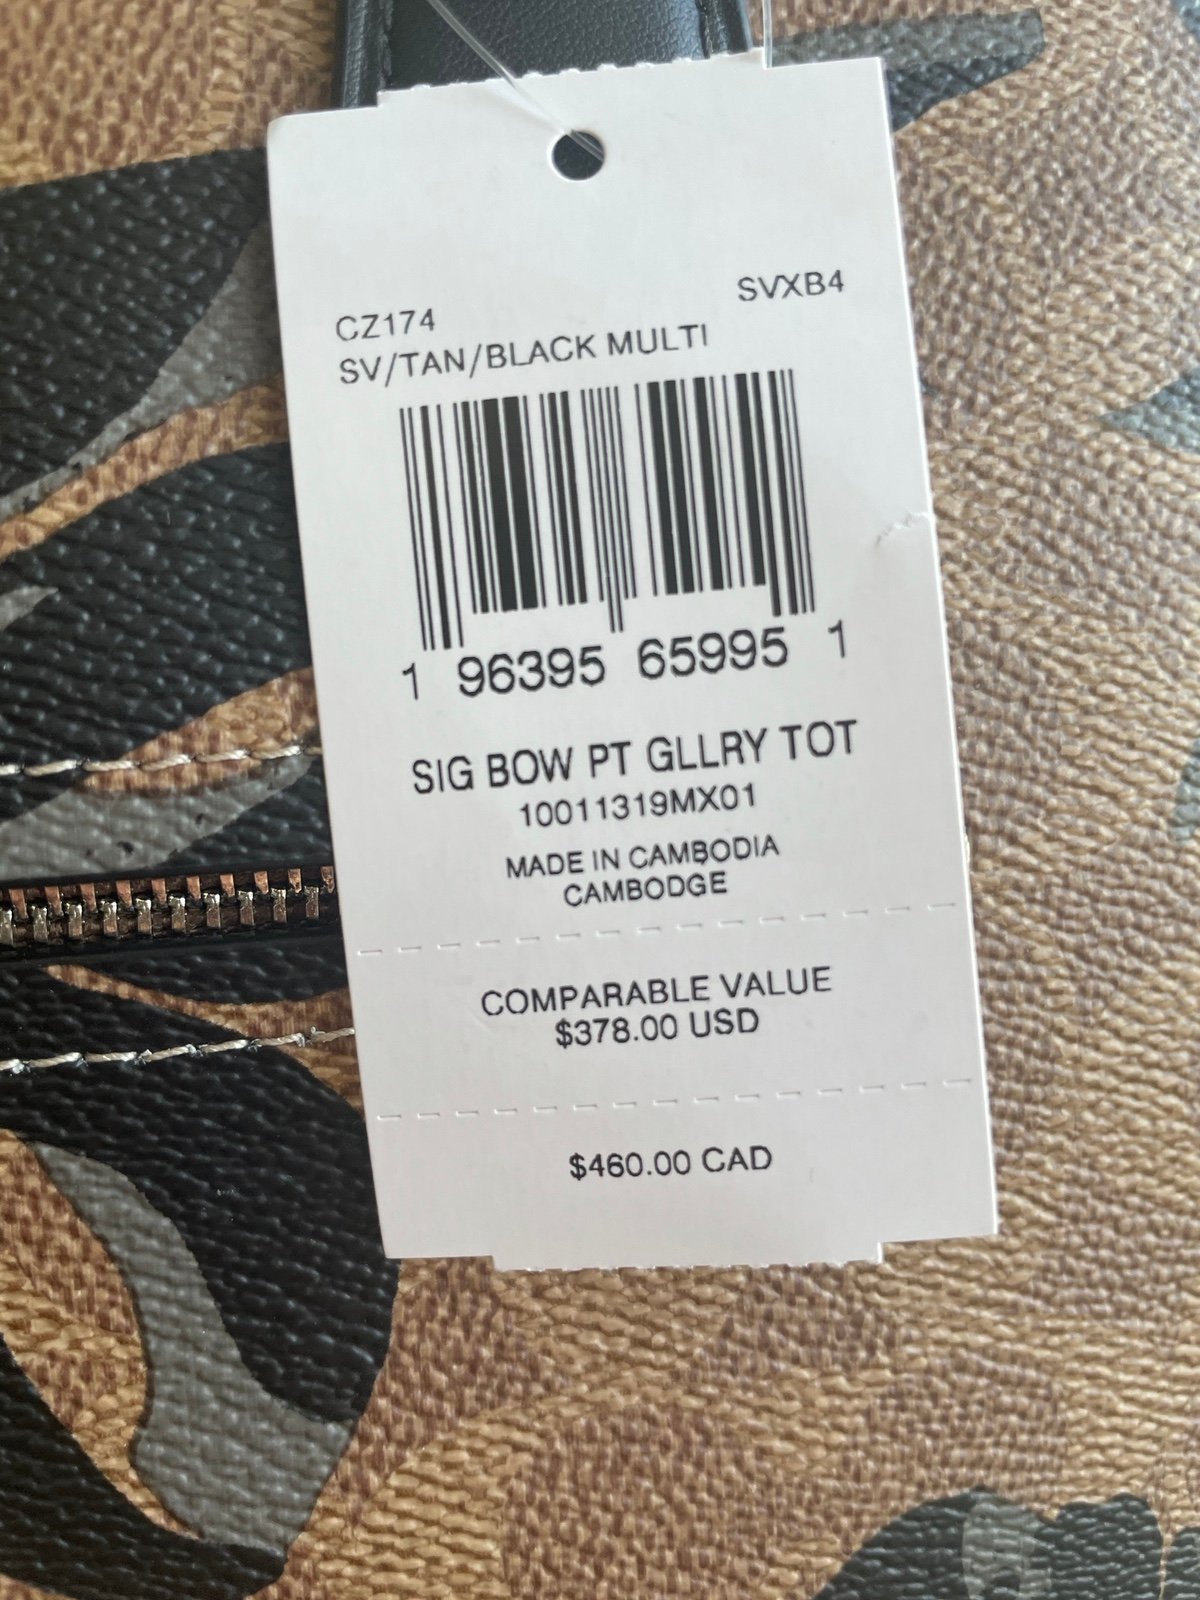 CZ174 SVXB4
SV/TAN/BLACK MULTI
1 96395 65995 1
SIG BOW PT GLLRY TOT
10011319MX01
MADE IN CAMBODIA
CAMBODGE
COMPARABLE VALUE
$378.00 USD
$460.00 CAD